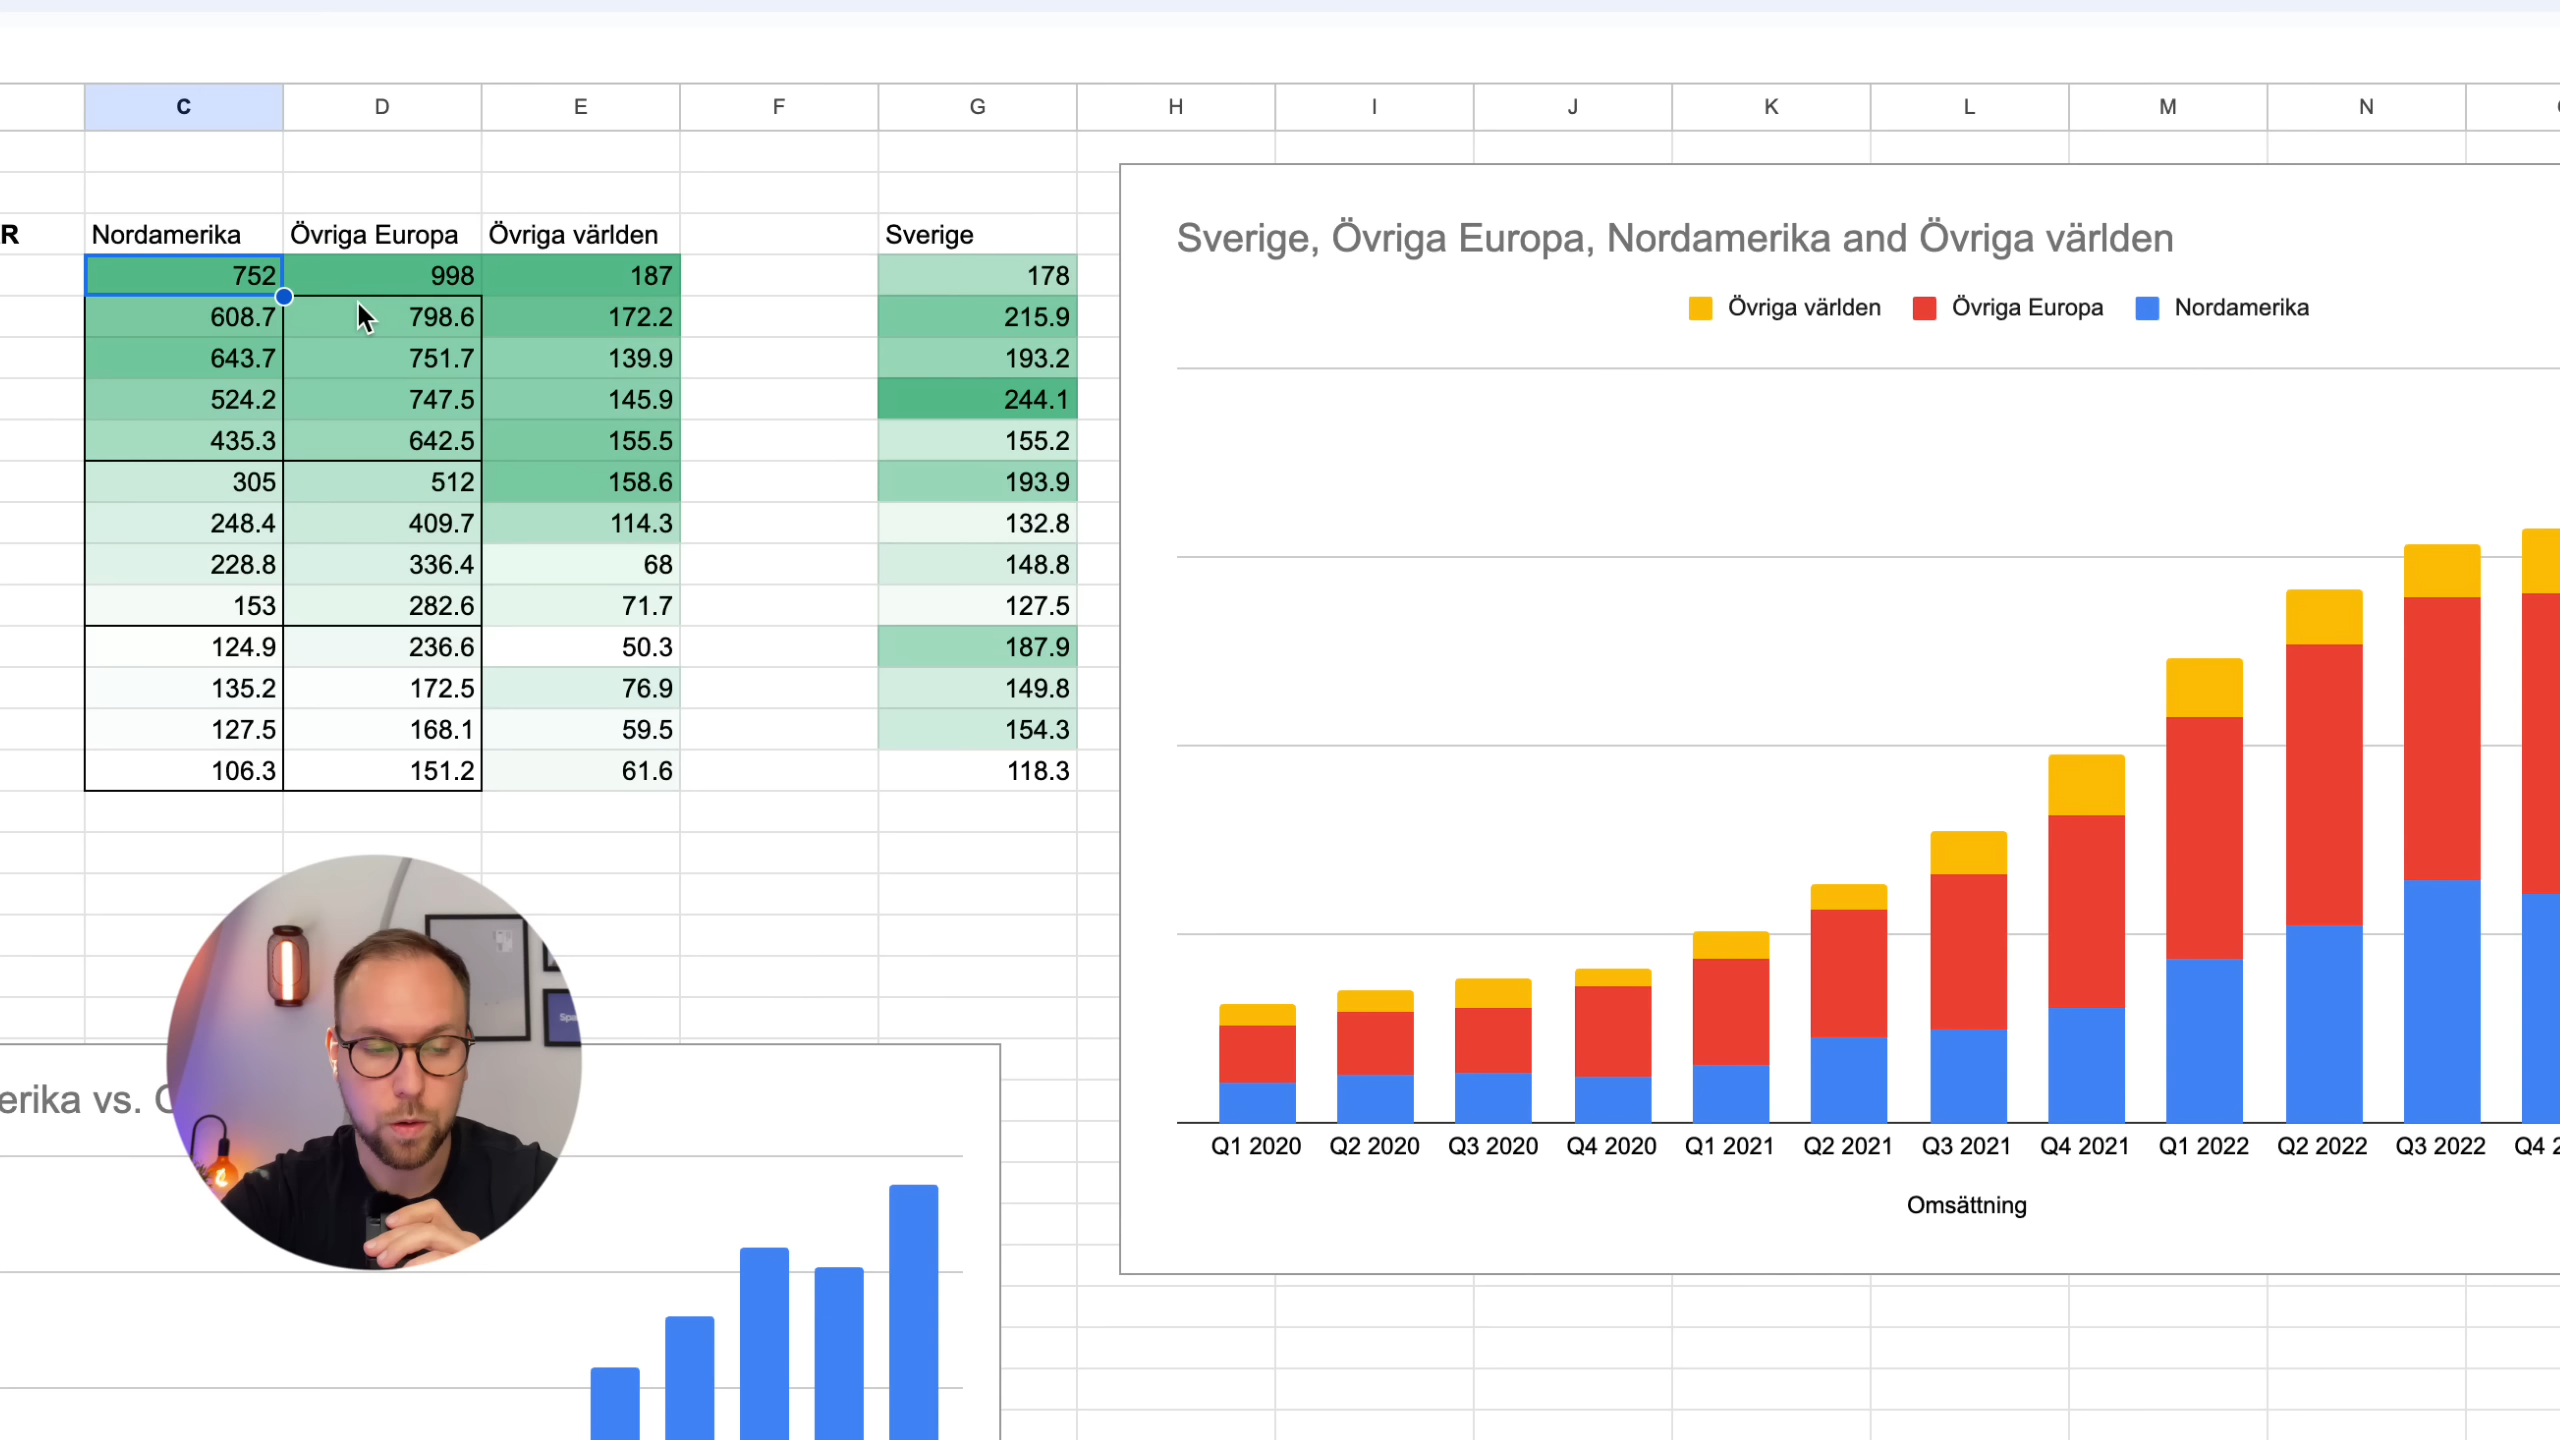 C D E F G H I J K L M N
R Nordamerika Övriga Europa Övriga världen Sverige
752 998 187 178
608.7 798.6 172.2 215.9
643.7 751.7 139.9 193.2
524.2 747.5 145.9 244.1
435.3 642.5 155.5 155.2
305 512 158.6 193.9
248.4 409.7 114.3 132.8
228.8 336.4 68 148.8
153 282.6 71.7 127.5
124.9 236.6 50.3 187.9
135.2 172.5 76.9 149.8
127.5 168.1 59.5 154.3
106.3 151.2 61.6 118.3
Sverige, Övriga Europa, Nordamerika and Övriga världen
Övriga världen Övriga Europa Nordamerika
Q1 2020 Q2 2020 Q3 2020 Q4 2020 Q1 2021 Q2 2021 Q3 2021 Q4 2021 Q1 2022 Q2 2022 Q3 2022 Q4 2
Omsättning
erika vs.